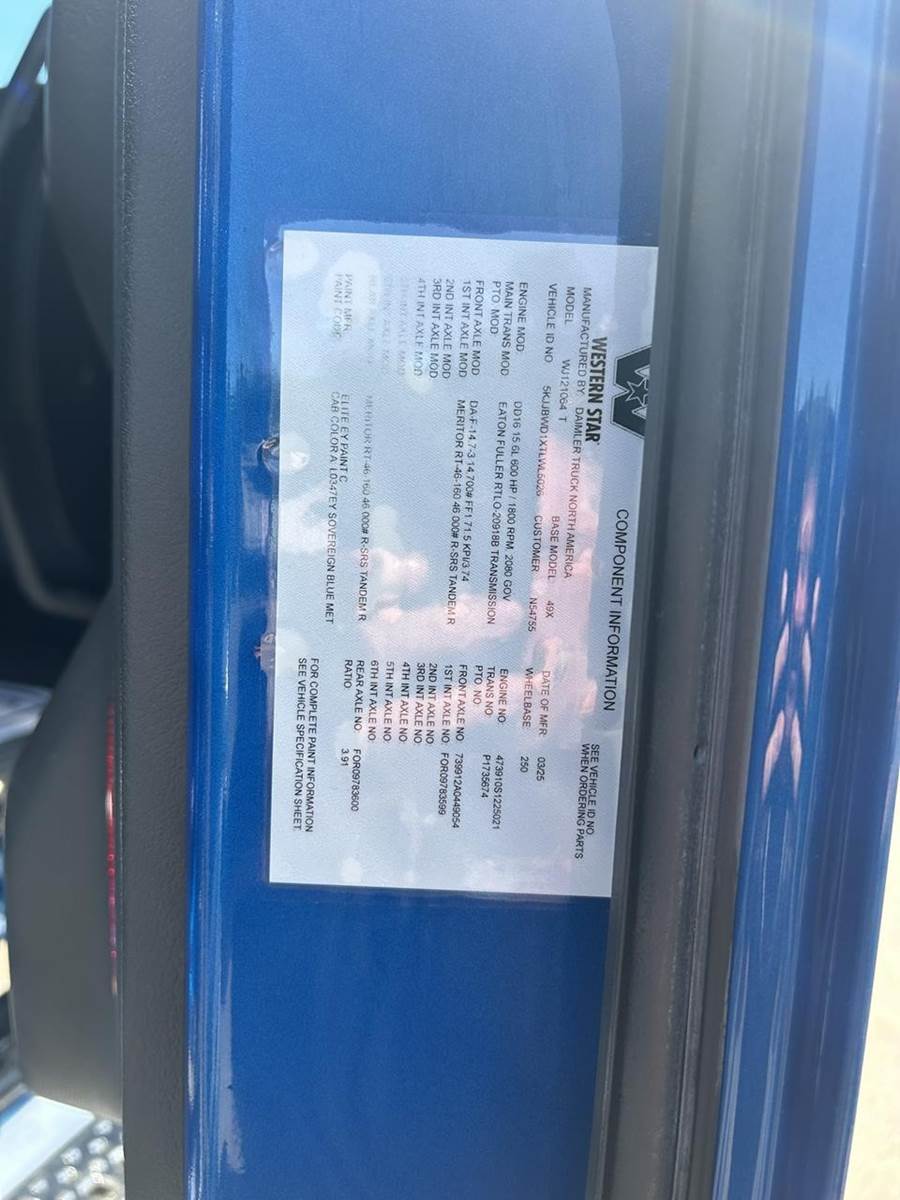 COMPONENT INFORMATION
WESTERN STAR
SEE VEHICLE ID NO
WHEN ORDERING PARTS
MANUFACTURED BY DAIMLER TRUCK NORTH AMERICA
MODEL WJ121064 T BASE MODEL 49X DATE OF MFR 03/25
VEHICLE ID NO CUSTOMER N54755 WHEELBASE 250
ENGINE MOD DD16 15.6L 600 HP / 1800 RPM. 2080 GOV ENGINE NO 473910S1225021
MAIN TRANS MOD EATON FULLER RTLO-20918B TRANSMISSION TRANS NO P1735674
PTO MOD PTO NO
FRONT AXLE MOD DA-F-14.7-3 14,700# FF1 71.5 KPI/3.74 FRONT AXLE NO 739912A0449054
1ST INT AXLE MOD MERITOR RT-46-160 46,000# R-SRS TANDEM R 1ST INT AXLE NO FOR09783599
2ND INT AXLE MOD 2ND INT AXLE NO
3RD INT AXLE MOD 3RD INT AXLE NO
4TH INT AXLE MOD 4TH INT AXLE NO
5TH INT AXLE NO
6TH INT AXLE NO
MERITOR RT-46-160 46,000# R-SRS TANDEM R REAR AXLE NO FOR09783600
RATIO 3.91
PAINT MFR ELITE EY PAINT C
PAINT CODE CAB COLOR A: L0347EY SOVEREIGN BLUE MET
FOR COMPLETE PAINT INFORMATION
SEE VEHICLE SPECIFICATION SHEET.